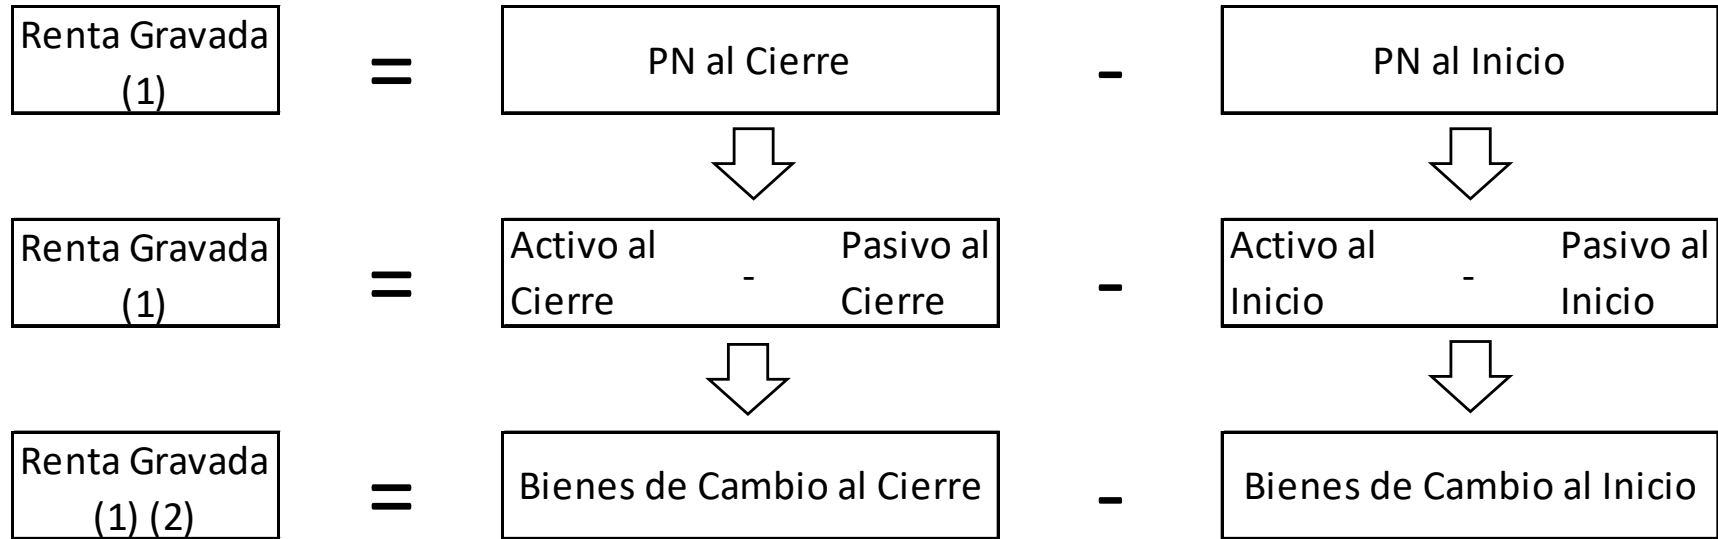 Renta Gravada
(1)
=
PN al Cierre
-
PN al Inicio
Renta Gravada
(1)
=
Activo al
Cierre
-
Pasivo al
Cierre
-
Activo al
Inicio
-
Pasivo al
Inicio
Renta Gravada
(1) (2)
=
Bienes de Cambio al Cierre
-
Bienes de Cambio al Inicio